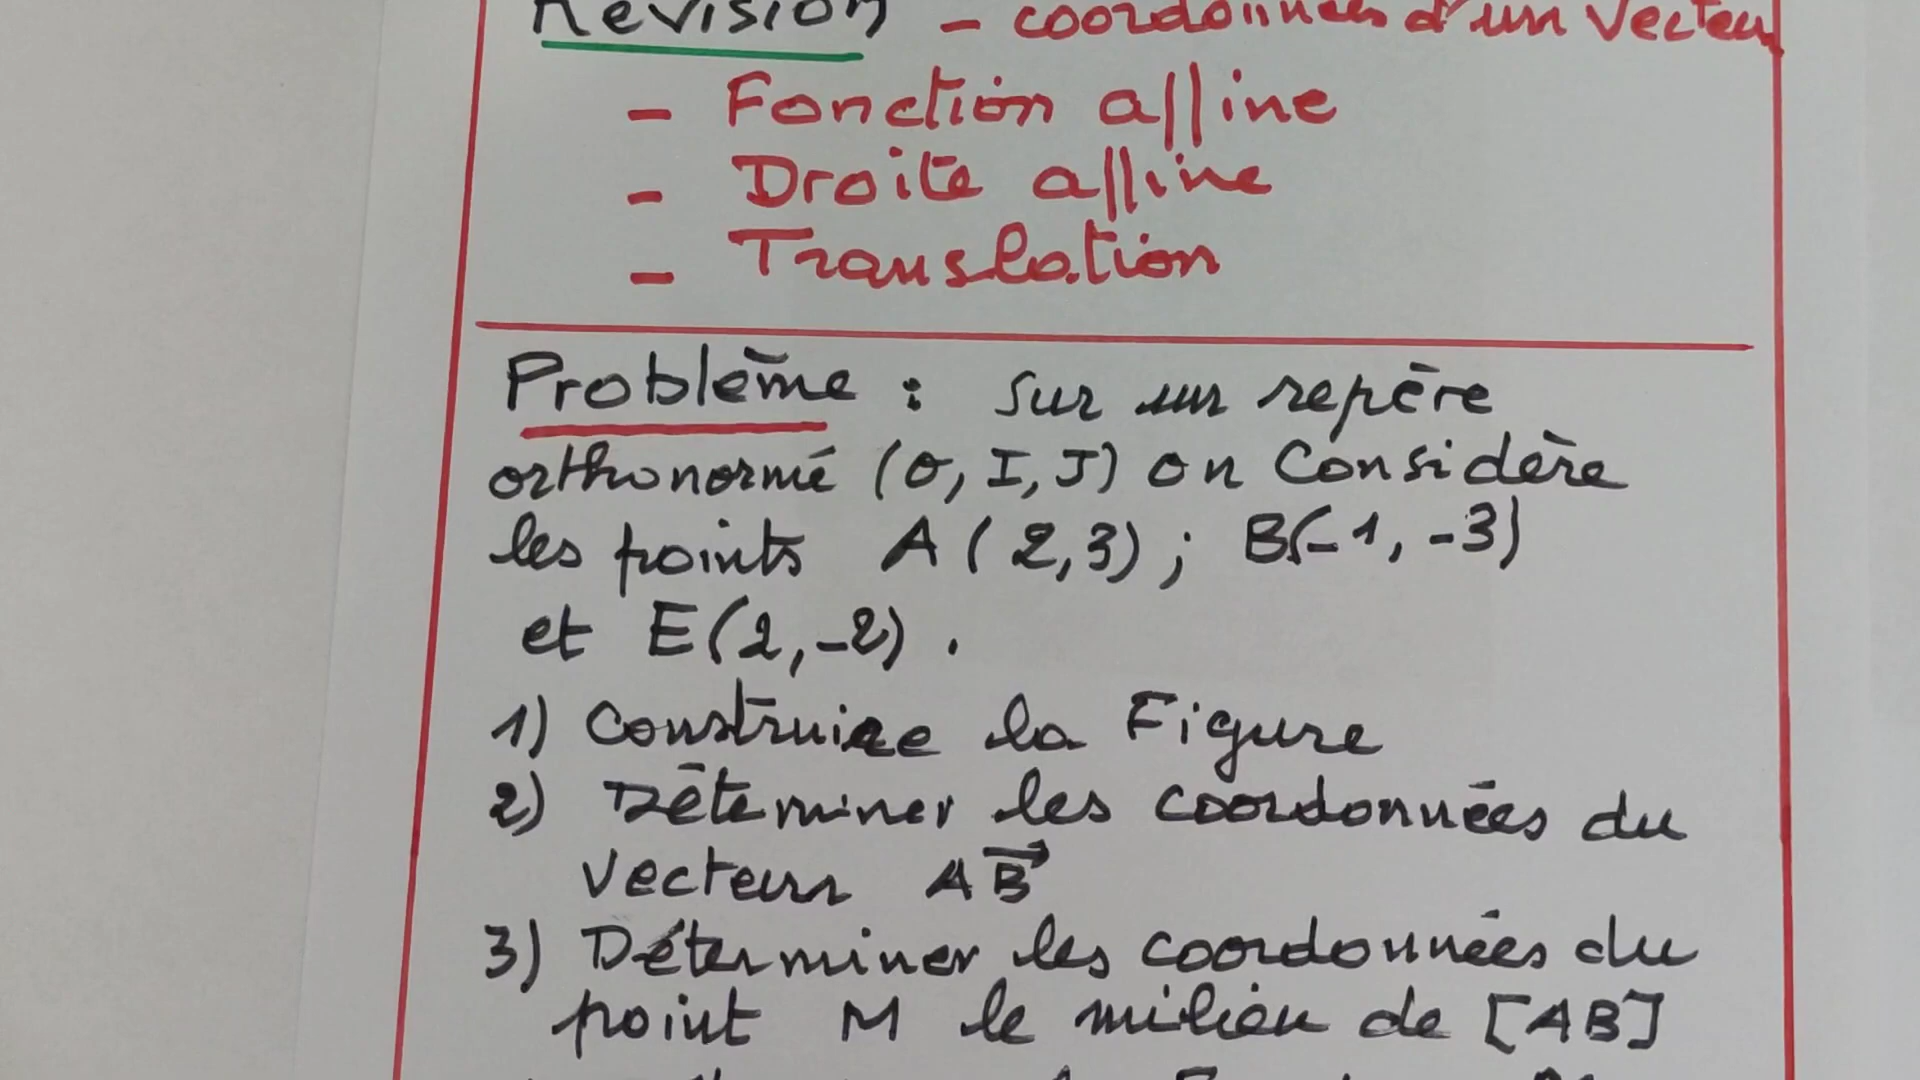 Révision - coordonnées d'un vecteu
- Fonction affine
- Droite affine
- Translation
Problème : Sur un repère
orthonormé (O, I, J) on Considère
les points A( 2,3) ; B(-1, -3)
et E(2,-2) .
1) Construire la Figure
2) Déterminer les coordonnées du
vecteur AB
3) Déterminer les coordonnées du
point M le milieu de [AB]